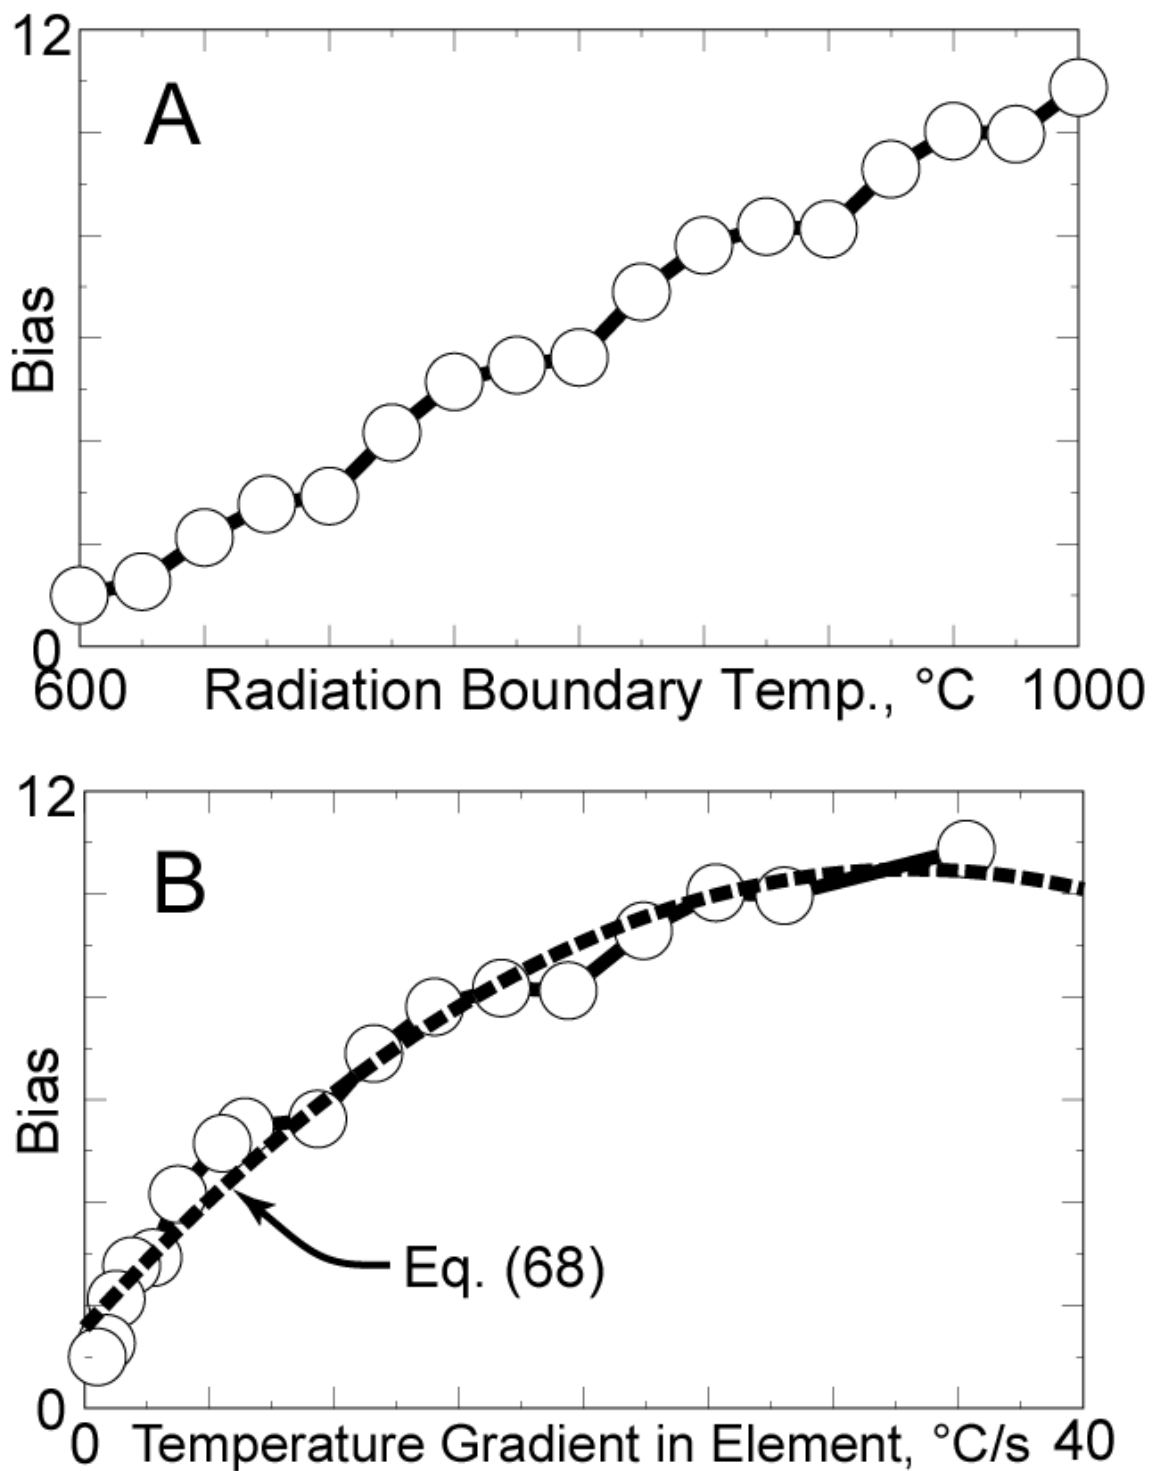 12
A
Bias
0
600 Radiation Boundary Temp., °C 1000
12
B
Bias
Eq. (68)
0
0 Temperature Gradient in Element, °C/s 40